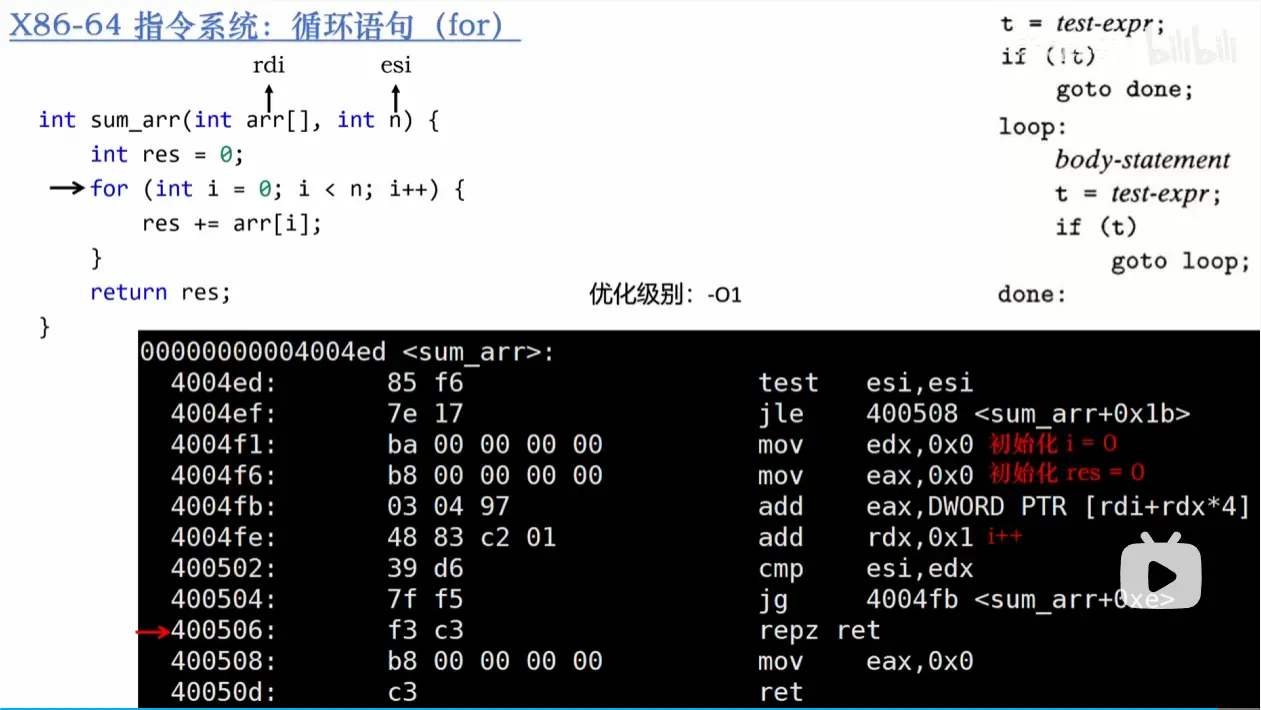 X86-64 指令系统：循环语句（for）
rdi esi
int sum_arr(int arr[], int n) {
int res = 0;
for (int i = 0; i < n; i++) {
res += arr[i];
}
return res;
}
优化级别：-O1
t = test-expr;
if (!t)
goto done;
loop:
body-statement
t = test-expr;
if (t)
goto loop;
done:
bilibili
00000000004004ed <sum_arr>:
4004ed: 85 f6 test esi,esi
4004ef: 7e 17 jle 400508 <sum_arr+0x1b>
4004f1: ba 00 00 00 00 mov edx,0x0 初始化 i = 0
4004f6: b8 00 00 00 00 mov eax,0x0 初始化 res = 0
4004fb: 03 04 97 add eax,DWORD PTR [rdi+rdx*4]
4004fe: 48 83 c2 01 add rdx,0x1 i++
400502: 39 d6 cmp esi,edx
400504: 7f f5 jg 4004fb <sum_arr+0xe>
400506: f3 c3 repz ret
400508: b8 00 00 00 00 mov eax,0x0
40050d: c3 ret